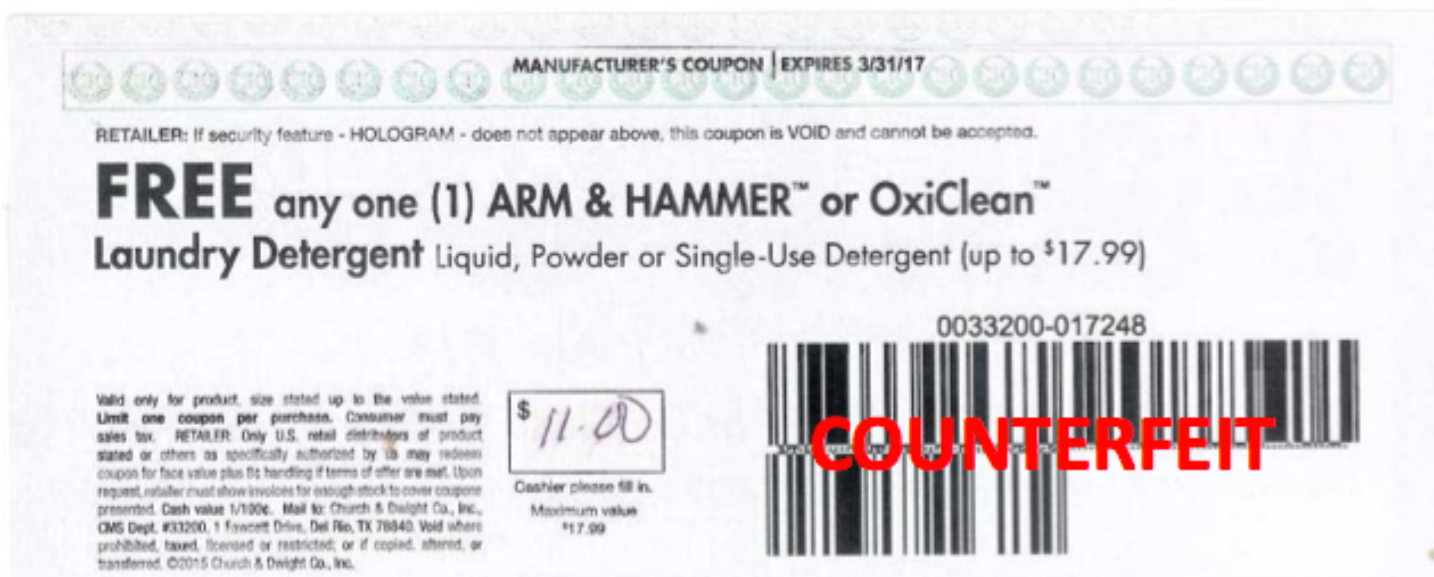 MANUFACTURER'S COUPON | EXPIRES 3/31/17
RETAILER: If security feature - HOLOGRAM - does not appear above, this coupon is VOID and cannot be accepted.
FREE any one (1) ARM & HAMMER™ or OxiClean™
Laundry Detergent Liquid, Powder or Single-Use Detergent (up to $17.99)
0033200-017248
Valid only for product, size stated up to the value stated.
Limit one coupon per purchase. Consumer must pay
sales tax. RETAILER: Only U.S. retail distributors of product
stated or others as specifically authorized by us may redeem
coupon for face value plus 8¢ handling if terms of offer are met. Upon
request, retailer must show invoices for enough stock to cover coupons
presented. Cash value 1/100¢. Mail to: Church & Dwight Co., Inc.,
CMS Dept. #33200, 1 Fawcett Drive, Del Rio, TX 78840. Void where
prohibited, taxed, licensed or restricted; or if copied, altered, or
transferred. ©2015 Church & Dwight Co., Inc.
$ 11.00
Cashier please fill in.
Maximum value
$17.99
COUNTERFEIT